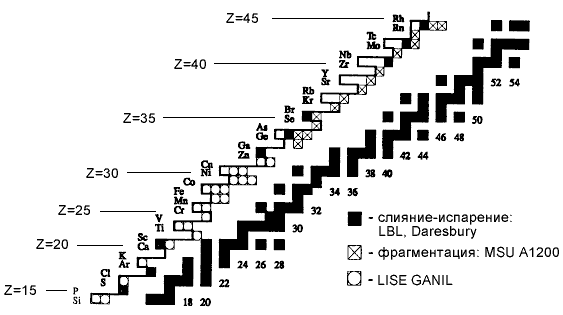 Z=45
Rh
Rn
Tc
Mo
Z=40
Nb
Zr
Y
Sr
Rb
Kr
Z=35
Br
Se
As
Ge
Ga
Zn
Z=30
Cn
Ni
Co
Fe
Mn
Cr
Z=25
V
Ti
Z=20
Sc
Ca
K
Ar
Cl
S
Z=15
P
Si
18
20
22
24
26
28
30
32
34
36
38
40
42
44
46
48
50
52
54
- слияние-испарение:
LBL, Daresbury
- фрагментация: MSU A1200
- LISE GANIL